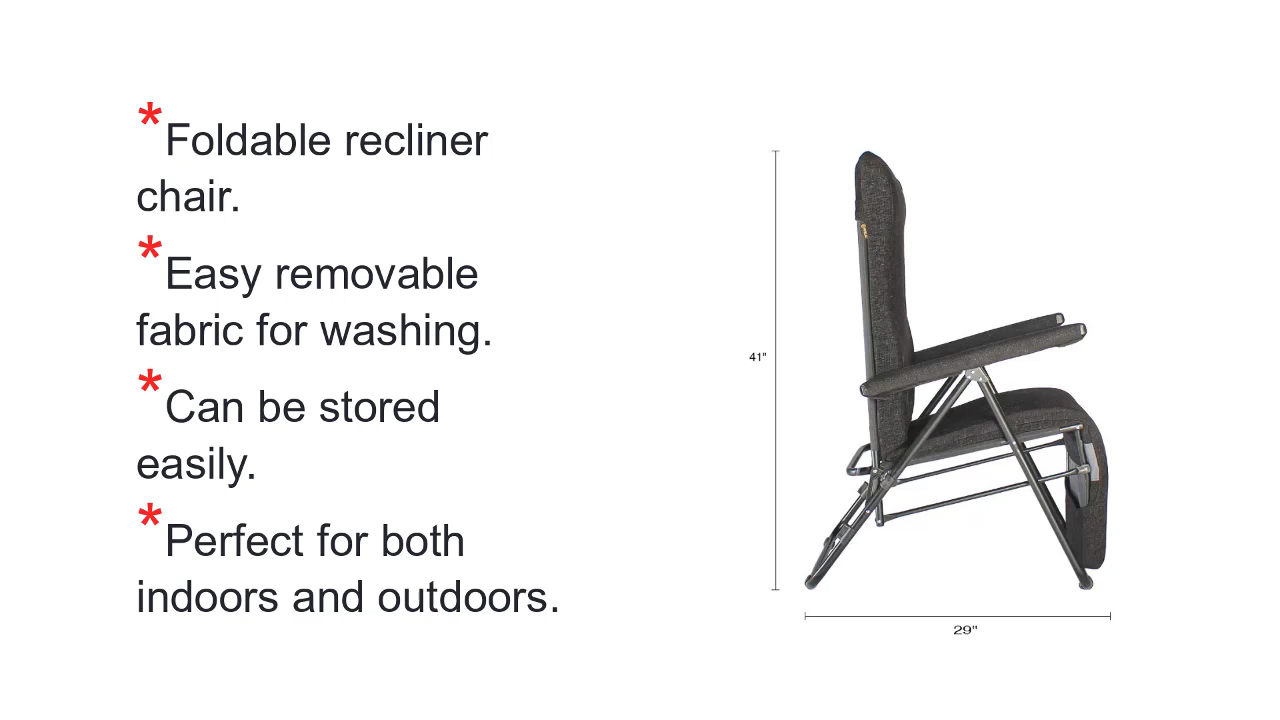 *Foldable recliner
chair.
*Easy removable
fabric for washing.
*Can be stored
easily.
*Perfect for both
indoors and outdoors.
41"
29"